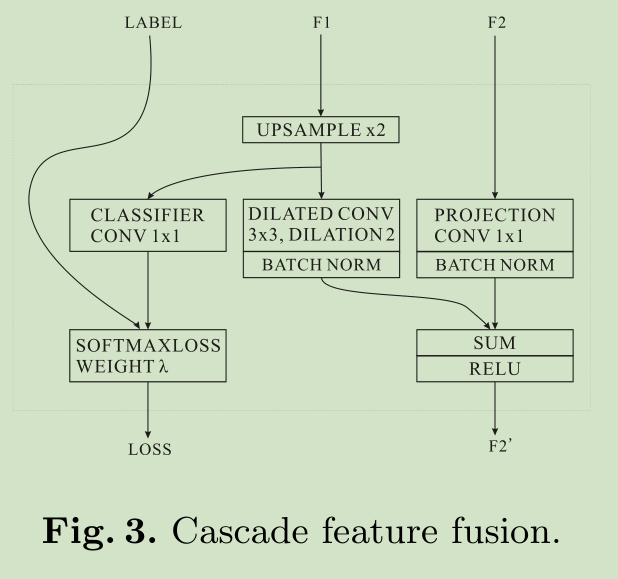 LABEL
F1
F2
UPSAMPLE x2
CLASSIFIER
CONV 1x1
DILATED CONV
3x3, DILATION 2
BATCH NORM
PROJECTION
CONV 1x1
BATCH NORM
SOFTMAXLOSS
WEIGHT λ
SUM
RELU
LOSS
F2’
Fig. 3. Cascade feature fusion.